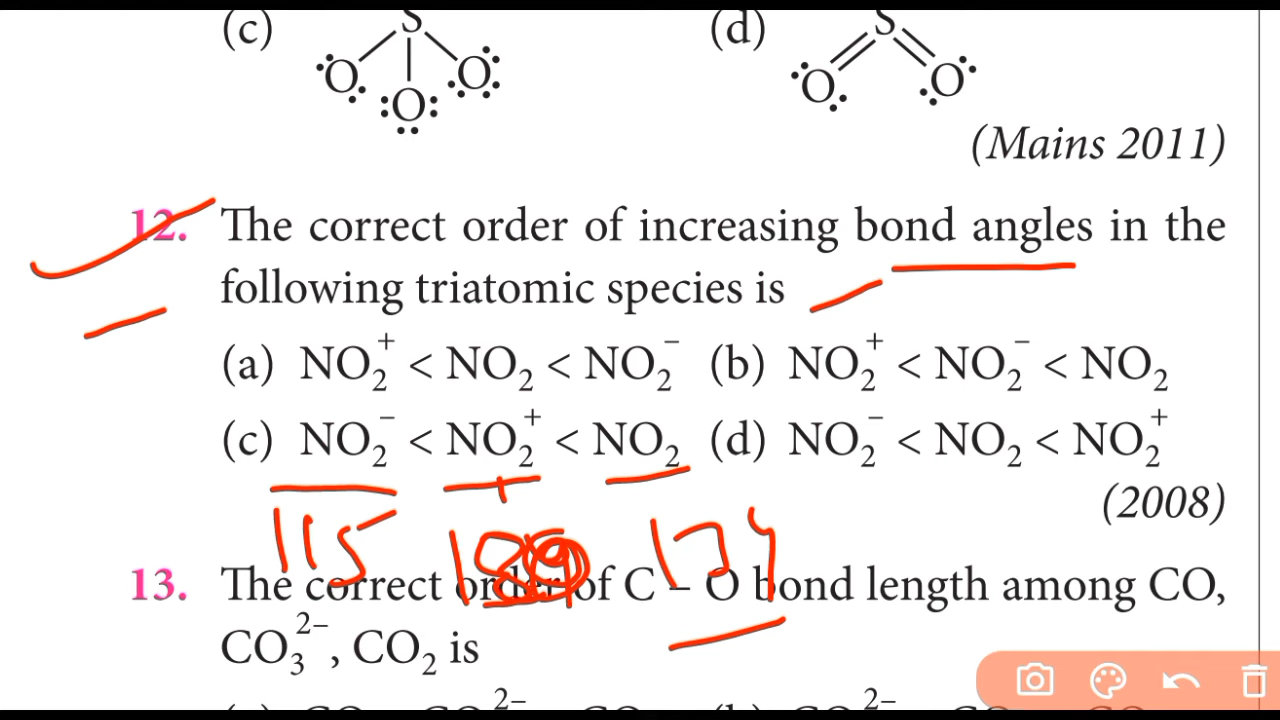 (c) S (d) S
:O: :O: :O: :O: :O:
(Mains 2011)
12. The correct order of increasing bond angles in the
following triatomic species is
(a) NO₂⁺ < NO₂ < NO₂⁻ (b) NO₂⁺ < NO₂⁻ < NO₂
(c) NO₂⁻ < NO₂⁺ < NO₂ (d) NO₂⁻ < NO₂ < NO₂⁺
(2008)
115
13. The correct order of C – O bond length among CO,
CO₃²⁻, CO₂ is